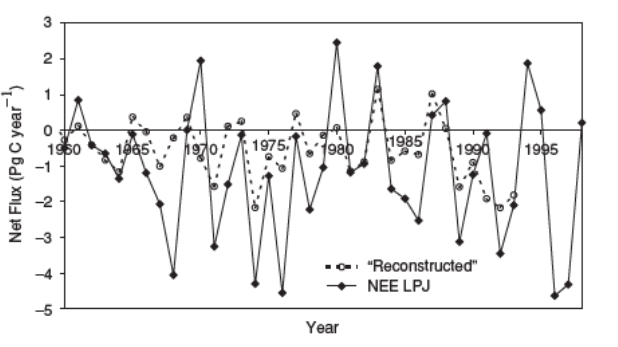 3
2
1
0
−1
−2
−3
−4
−5
Net Flux (Pg C year⁻¹)
1960 1965 1970 1975 1980 1985 1990 1995
"Reconstructed"
NEE LPJ
Year